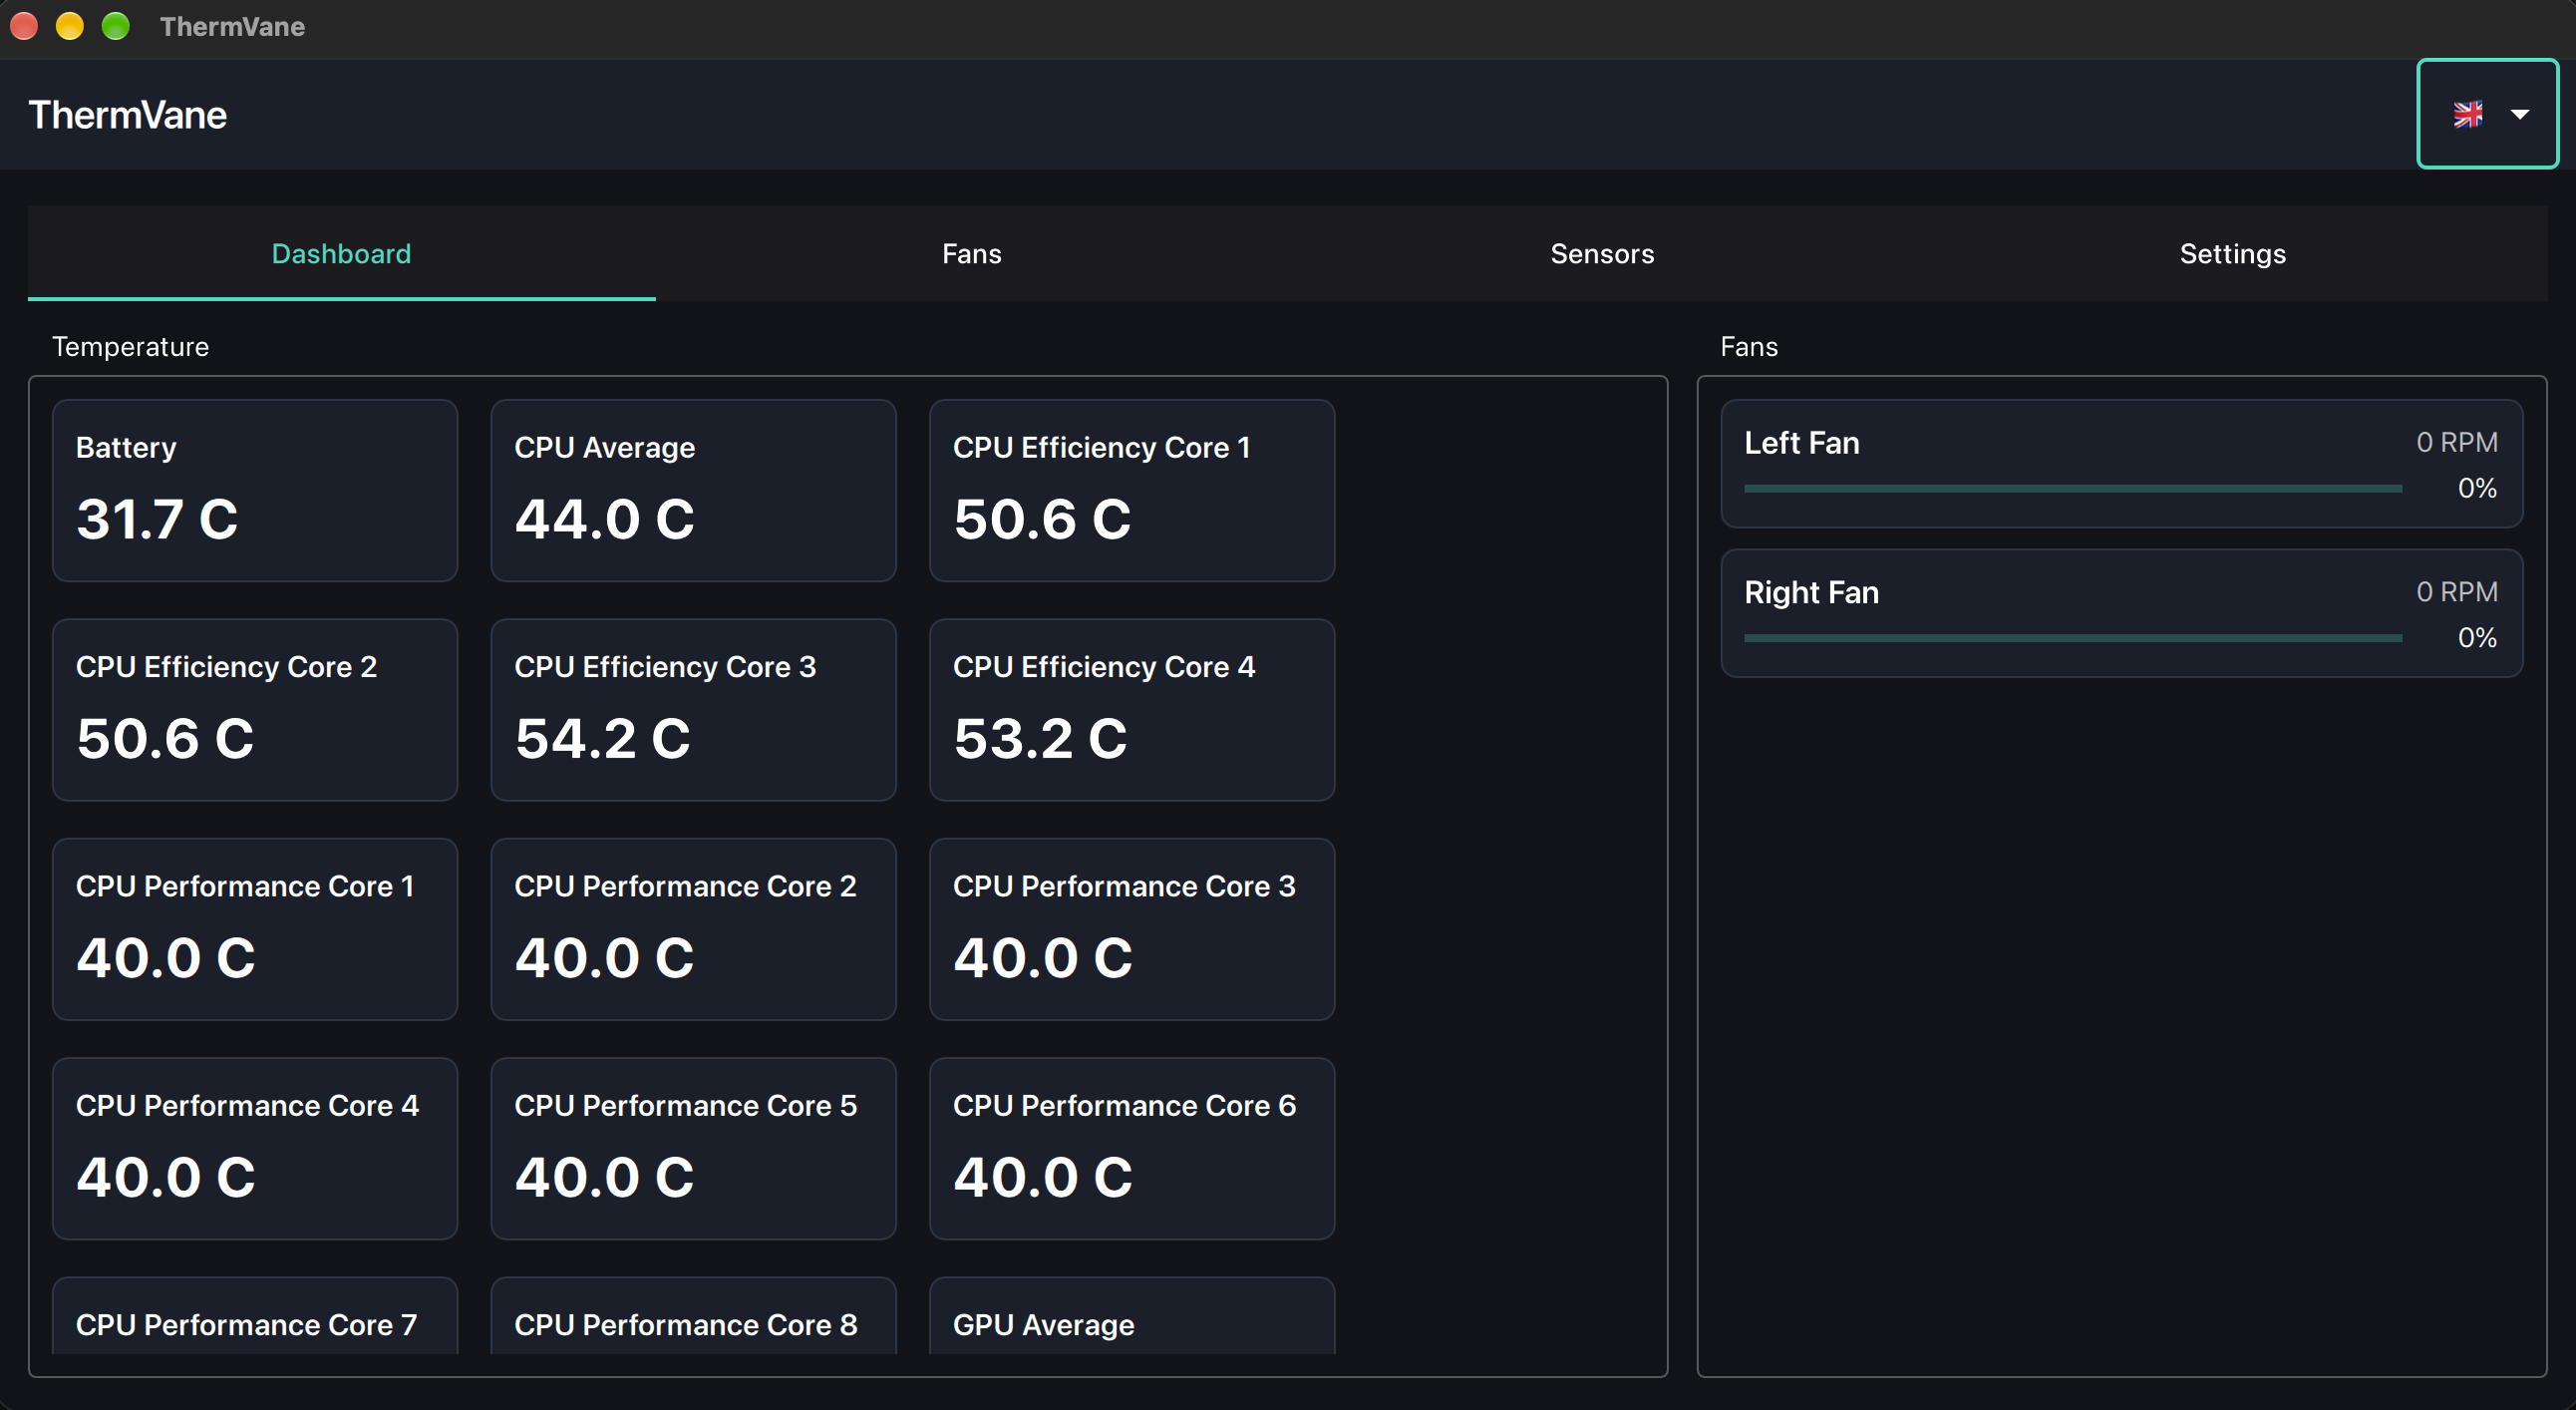 ThermVane
ThermVane
Dashboard
Fans
Sensors
Settings
Temperature
Battery
31.7 C
CPU Average
44.0 C
CPU Efficiency Core 1
50.6 C
CPU Efficiency Core 2
50.6 C
CPU Efficiency Core 3
54.2 C
CPU Efficiency Core 4
53.2 C
CPU Performance Core 1
40.0 C
CPU Performance Core 2
40.0 C
CPU Performance Core 3
40.0 C
CPU Performance Core 4
40.0 C
CPU Performance Core 5
40.0 C
CPU Performance Core 6
40.0 C
CPU Performance Core 7
CPU Performance Core 8
GPU Average
Fans
Left Fan
0 RPM
0%
Right Fan
0 RPM
0%